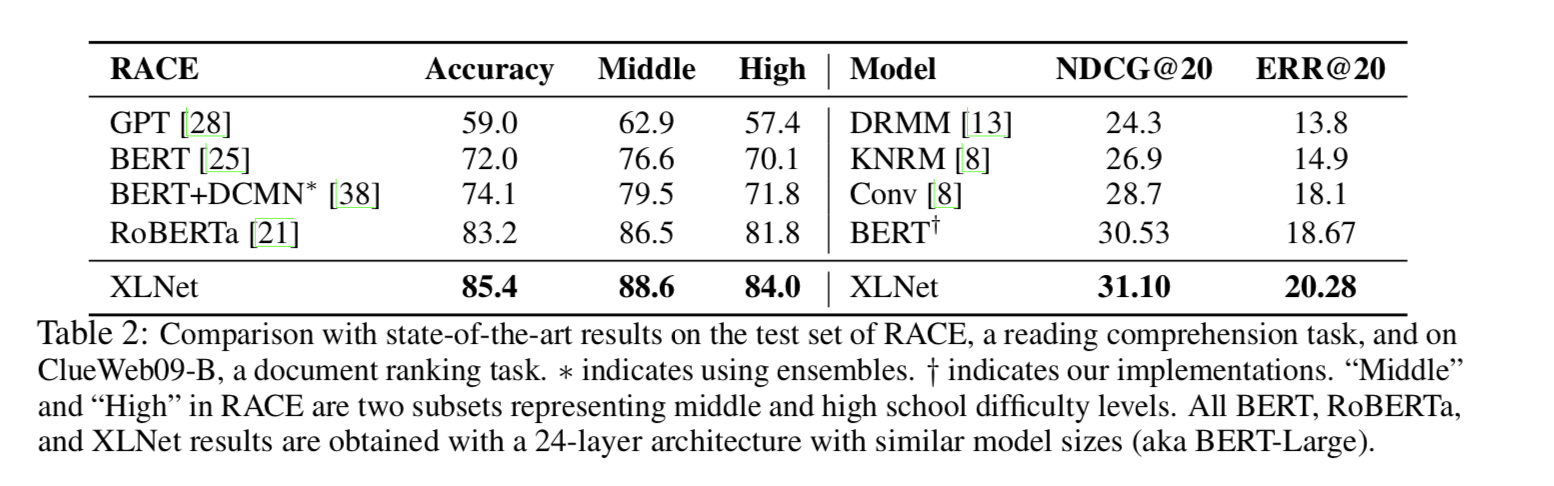 RACE Accuracy Middle High Model NDCG@20 ERR@20
GPT [28] 59.0 62.9 57.4 DRMM [13] 24.3 13.8
BERT [25] 72.0 76.6 70.1 KNRM [8] 26.9 14.9
BERT+DCMN* [38] 74.1 79.5 71.8 Conv [8] 28.7 18.1
RoBERTa [21] 83.2 86.5 81.8 BERT† 30.53 18.67
XLNet 85.4 88.6 84.0 XLNet 31.10 20.28
Table 2: Comparison with state-of-the-art results on the test set of RACE, a reading comprehension task, and on
ClueWeb09-B, a document ranking task. ∗ indicates using ensembles. † indicates our implementations. “Middle”
and “High” in RACE are two subsets representing middle and high school difficulty levels. All BERT, RoBERTa,
and XLNet results are obtained with a 24-layer architecture with similar model sizes (aka BERT-Large).